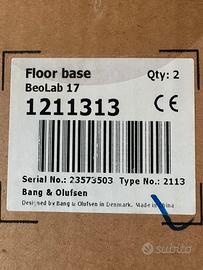 Floor base Qty: 2
BeoLab 17
1211313 CE
Serial No.: 23573503 Type No.: 2113
Bang & Olufsen
Designed by Bang & Olufsen in Denmark. Made in China
subito